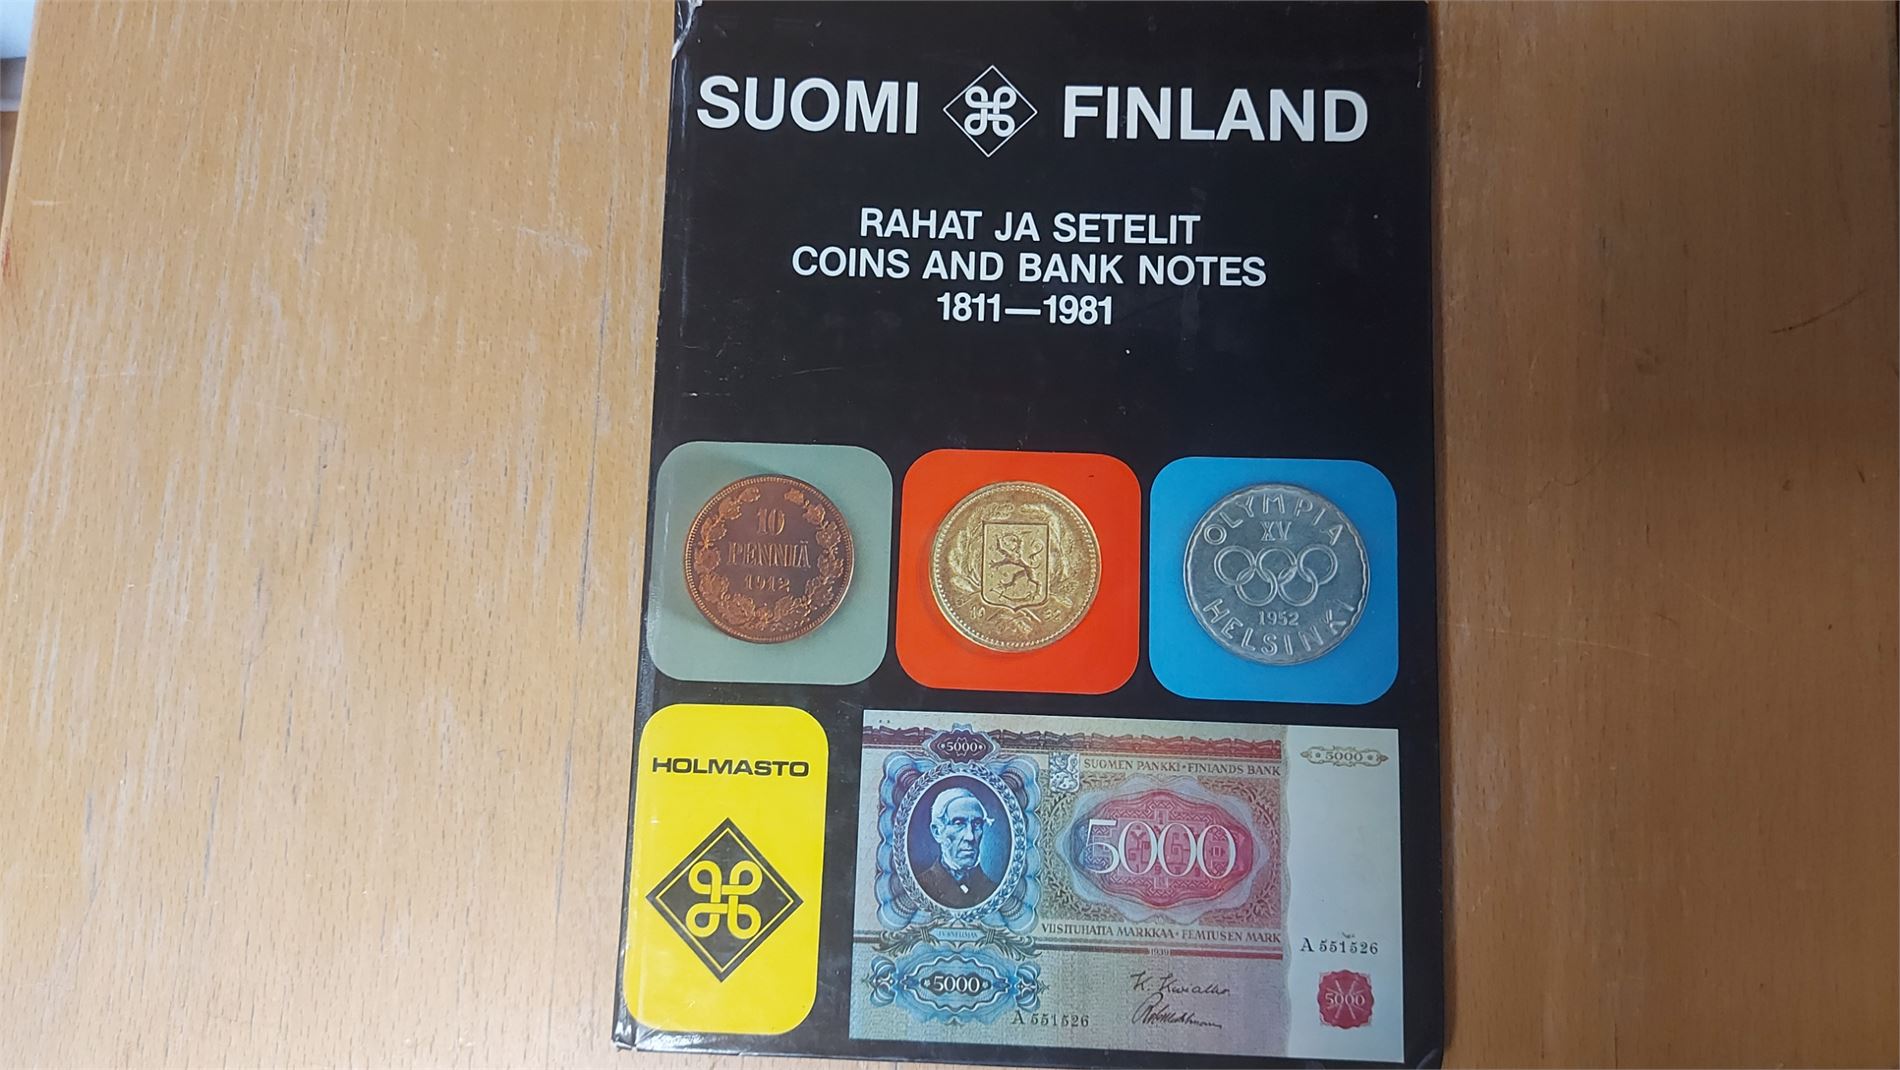 SUOMI FINLAND
RAHAT JA SETELIT
COINS AND BANK NOTES
1811—1981
10
PENNIÄ
1912
OLYMPIA
XV
1952
HELSINKI
HOLMASTO
5000
SUOMEN PANKKI • FINLANDS BANK
5000
5000
VIISITUHATTA MARKKAA • FEMTUSEN MARK
1939
A 551526
5000
A 551526
5000